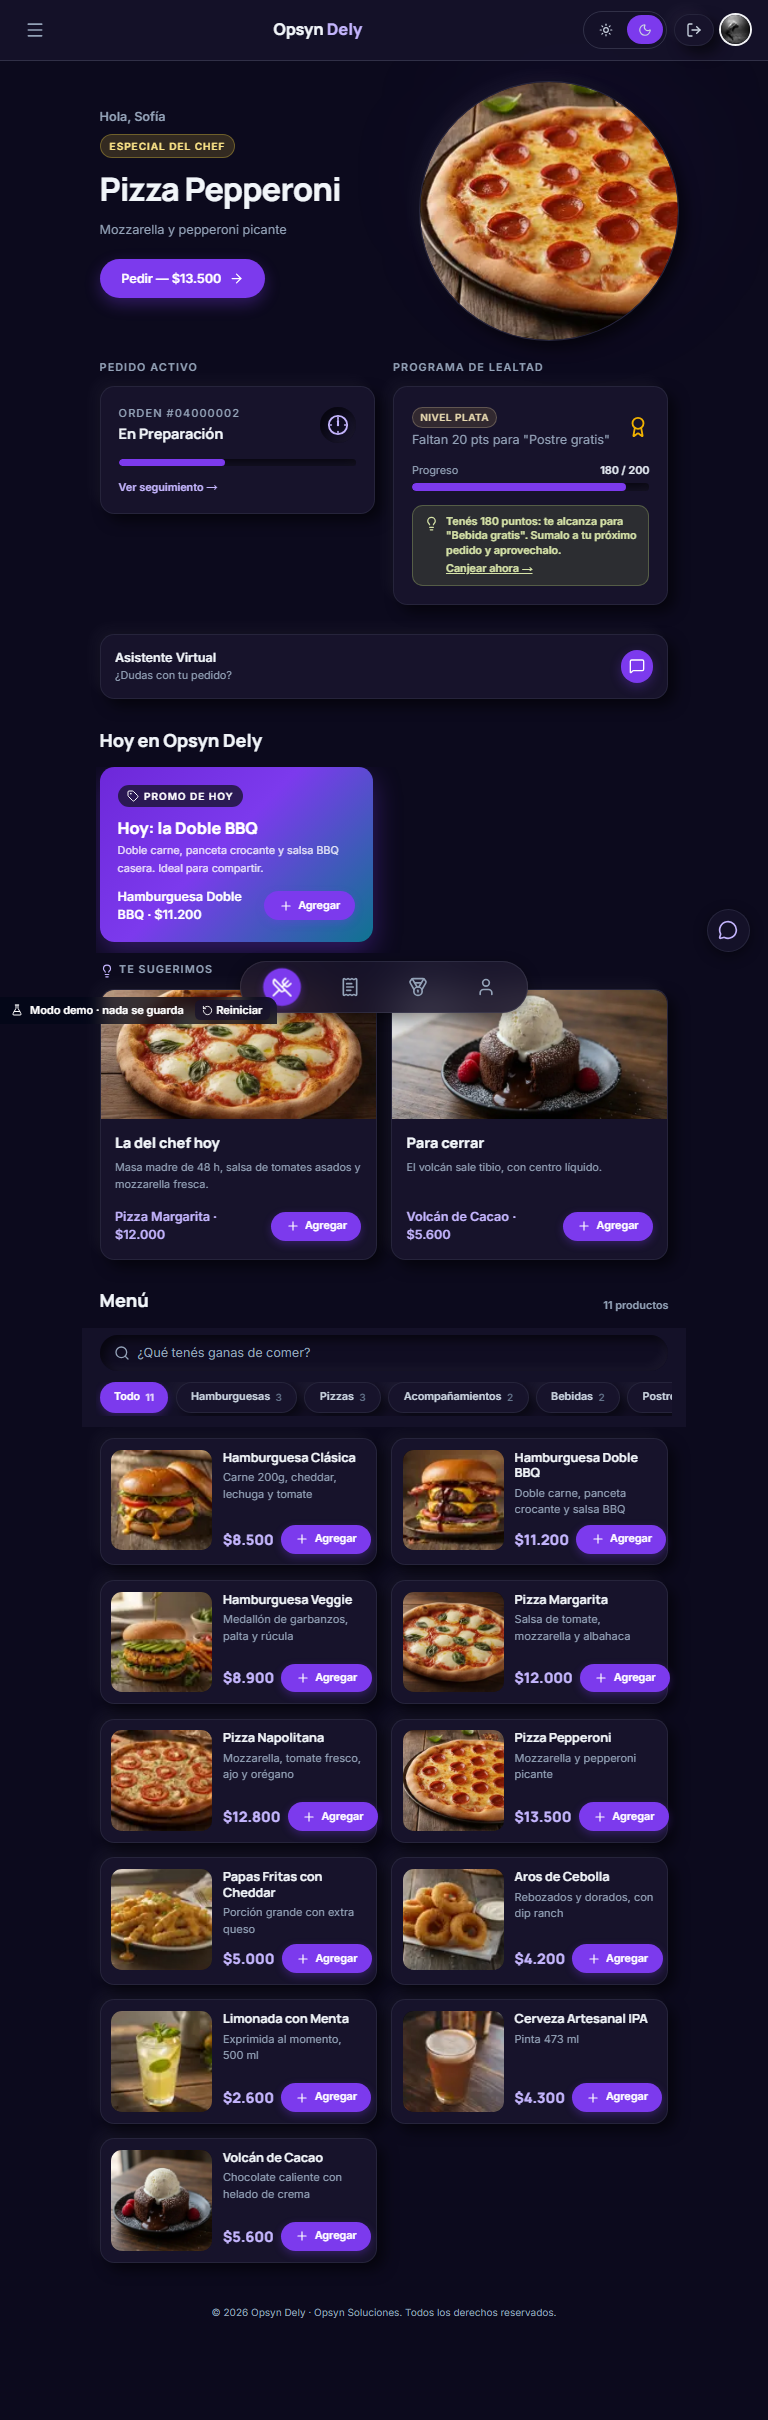 Opsyn Dely
Hola, Sofía
ESPECIAL DEL CHEF
Pizza Pepperoni
Mozzarella y pepperoni picante
Pedir — $13.500
PEDIDO ACTIVO
ORDEN #04000002
En Preparación
Ver seguimiento →
PROGRAMA DE LEALTAD
NIVEL PLATA
Faltan 20 pts para "Postre gratis"
Progreso 180 / 200
Tenés 180 puntos: te alcanza para
"Bebida gratis". Sumalo a tu próximo
pedido y aprovechalo.
Canjear ahora →
Asistente Virtual
¿Dudas con tu pedido?
Hoy en Opsyn Dely
PROMO DE HOY
Hoy: la Doble BBQ
Doble carne, panceta crocante y salsa BBQ
casera. Ideal para compartir.
Hamburguesa Doble
BBQ · $11.200
Agregar
TE SUGERIMOS
Modo demo · nada se guarda Reiniciar
La del chef hoy
Masa madre de 48 h, salsa de tomates asados y
mozzarella fresca.
Pizza Margarita ·
$12.000
Agregar
Para cerrar
El volcán sale tibio, con centro líquido.
Volcán de Cacao ·
$5.600
Agregar
Menú
11 productos
¿Qué tenés ganas de comer?
Todo 11 Hamburguesas 3 Pizzas 3 Acompañamientos 2 Bebidas 2 Postre
Hamburguesa Clásica
Carne 200g, cheddar,
lechuga y tomate
$8.500 Agregar
Hamburguesa Doble
BBQ
Doble carne, panceta
crocante y salsa BBQ
$11.200 Agregar
Hamburguesa Veggie
Medallón de garbanzos,
palta y rúcula
$8.900 Agregar
Pizza Margarita
Salsa de tomate,
mozzarella y albahaca
$12.000 Agregar
Pizza Napolitana
Mozzarella, tomate fresco,
ajo y orégano
$12.800 Agregar
Pizza Pepperoni
Mozzarella y pepperoni
picante
$13.500 Agregar
Papas Fritas con
Cheddar
Porción grande con extra
queso
$5.000 Agregar
Aros de Cebolla
Rebozados y dorados, con
dip ranch
$4.200 Agregar
Limonada con Menta
Exprimida al momento,
500 ml
$2.600 Agregar
Cerveza Artesanal IPA
Pinta 473 ml
$4.300 Agregar
Volcán de Cacao
Chocolate caliente con
helado de crema
$5.600 Agregar
© 2026 Opsyn Dely · Opsyn Soluciones. Todos los derechos reservados.